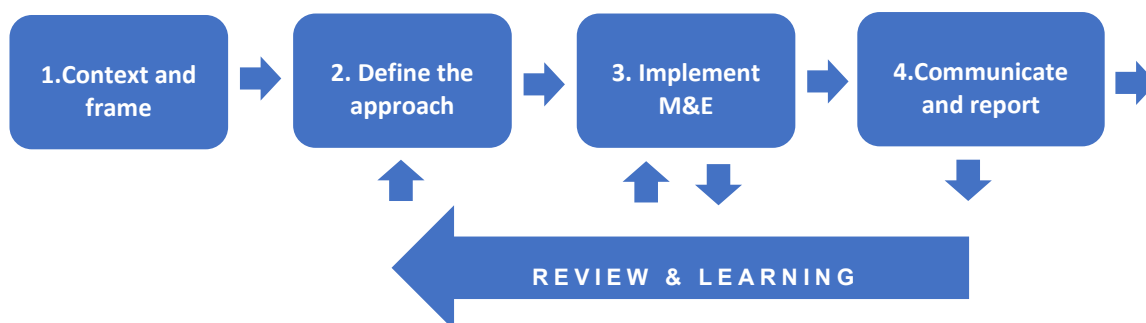 1.Context and
frame
2. Define the
approach
3. Implement
M&E
4.Communicate
and report
REVIEW & LEARNING